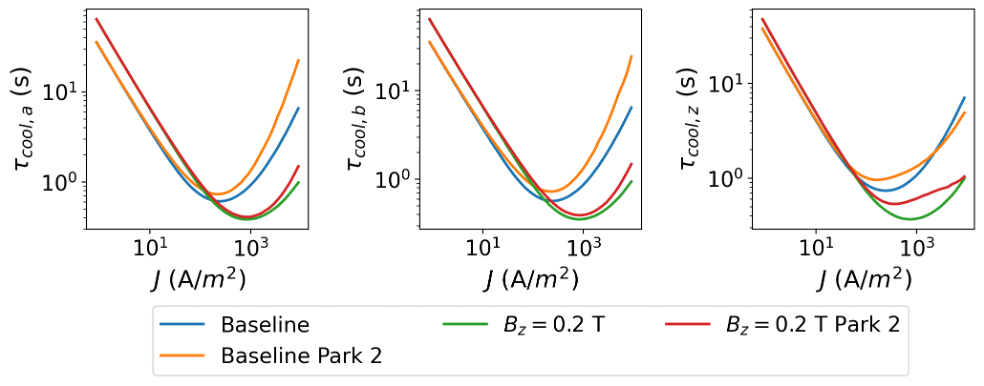 τcool, a (s)
10¹
10⁰
10¹
10³
J (A/m²)
τcool, b (s)
10¹
10⁰
10¹
10³
J (A/m²)
τcool, z (s)
10¹
10⁰
10¹
10³
J (A/m²)
Baseline
Baseline Park 2
Bz = 0.2 T
Bz = 0.2 T Park 2